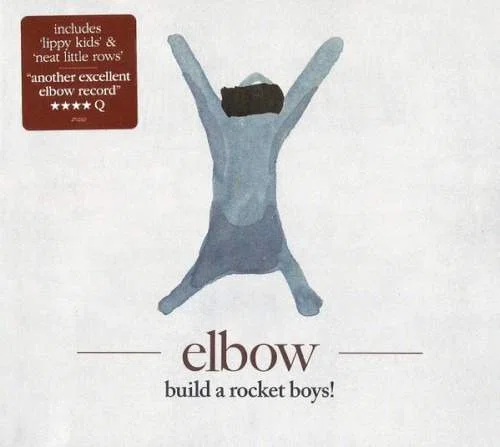 includes
'lippy kids' &
'neat little rows'
"another excellent
elbow record"
★★★★ Q
elbow
build a rocket boys!